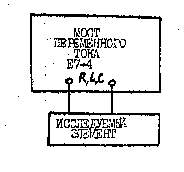 МОСТ
ПЕРЕМЕННОГО
ТОКА
Е7-4
R,L,C
ИССЛЕДУЕМЫЙ
ЭЛЕМЕНТ